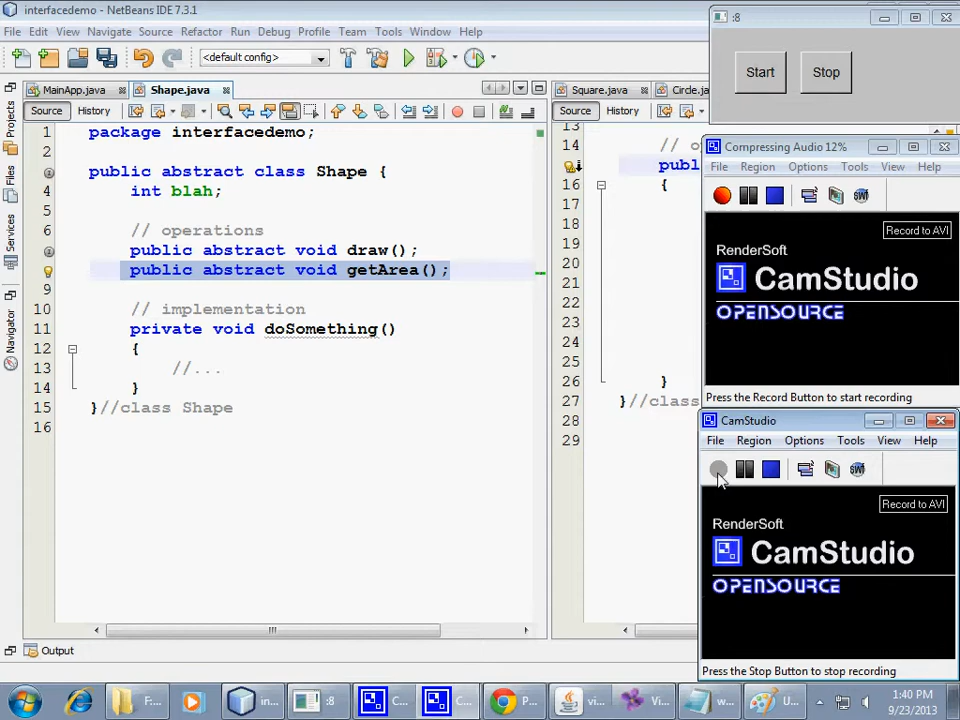 interfacedemo - NetBeans IDE 7.3.1
File Edit View Navigate Source Refactor Run Debug Profile Team Tools Window Help
<default config>
MainApp.java
Shape.java
Source History
Projects
Files
Services
Navigator
1 package interfacedemo;
2
public abstract class Shape {
4 int blah;
5
6 // operations
public abstract void draw();
public abstract void getArea();
9
10 // implementation
11 private void doSomething()
12 {
13 //...
14 }
15 }//class Shape
16
Square.java
Circle.java
Source History
13
14 // o
publ
16 {
17
18
19
20
21
22
23
24
25
26 }
27 }//class
28
29
:8
Start Stop
Compressing Audio 12%
File Region Options Tools View Help
Record to AVI
RenderSoft
CamStudio
OPENSOURCE
Press the Record Button to start recording
CamStudio
File Region Options Tools View Help
Record to AVI
RenderSoft
CamStudio
OPENSOURCE
Press the Stop Button to stop recording
Output
F:...
in...
:8
C...
C...
P...
vi...
Vi...
w...
U...
1:40 PM
9/23/2013